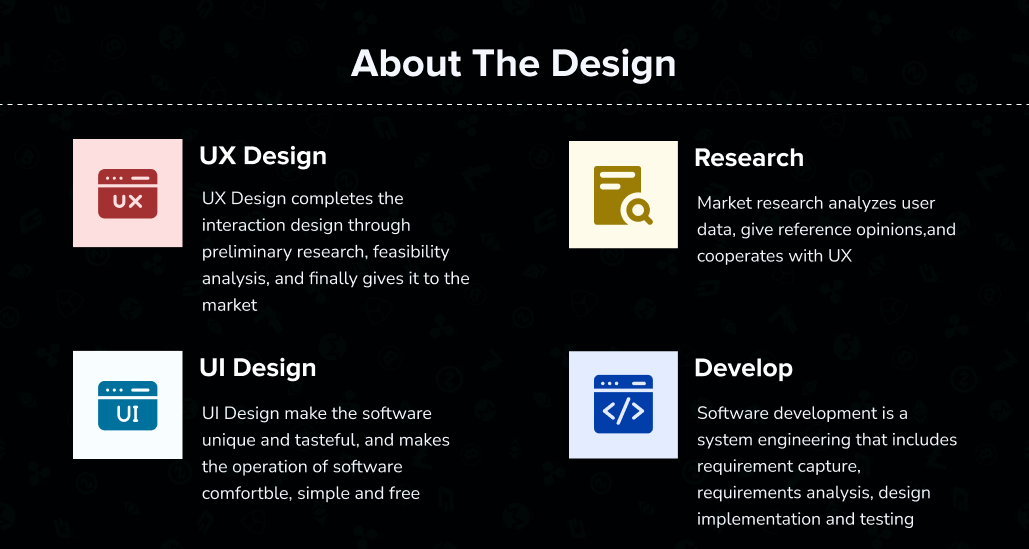 About The Design
UX
UX Design
UX Design completes the
interaction design through
preliminary research, feasibility
analysis, and finally gives it to the
market
Research
Market research analyzes user
data, give reference opinions,and
cooperates with UX
UI
UI Design
UI Design make the software
unique and tasteful, and makes
the operation of software
comfortble, simple and free
</>
Develop
Software development is a
system engineering that includes
requirement capture,
requirements analysis, design
implementation and testing